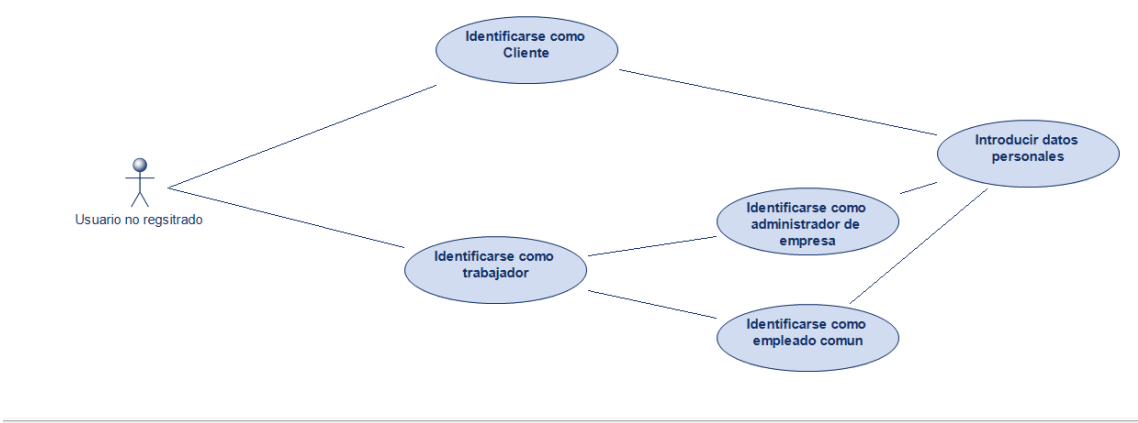 Identificarse como
Cliente
Introducir datos
personales
Usuario no regsitrado
Identificarse como
administrador de
empresa
Identificarse como
trabajador
Identificarse como
empleado comun